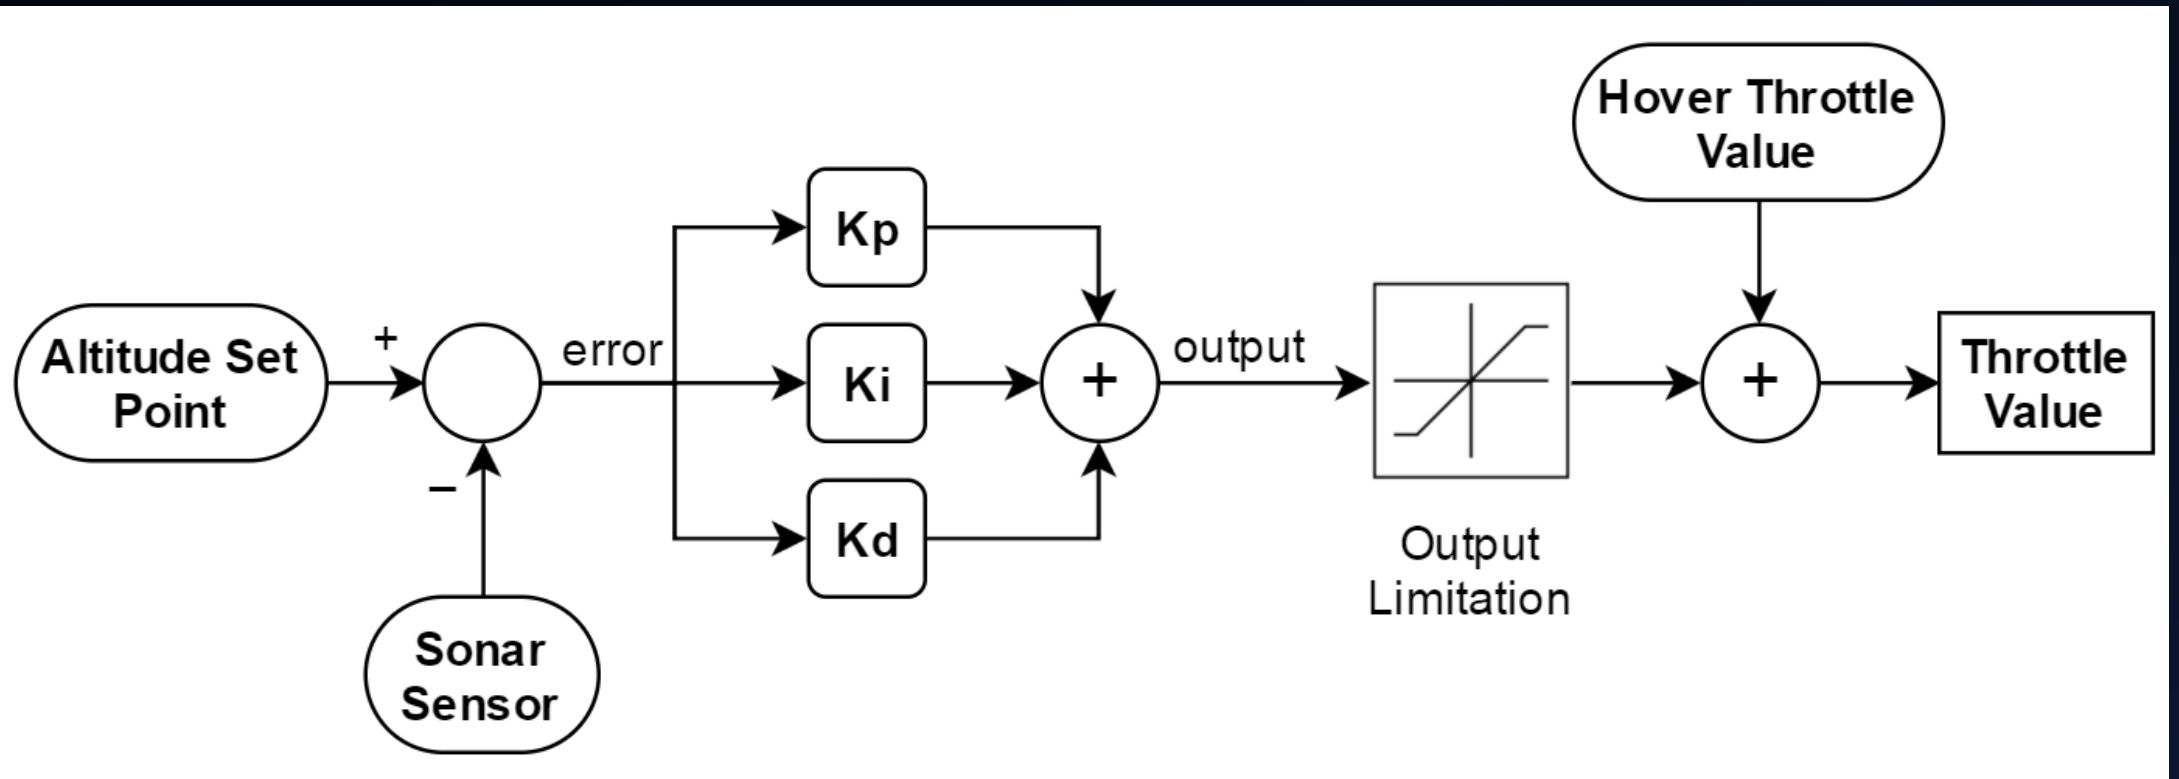 Hover Throttle
Value
Kp
+
error
Altitude Set
Point
Ki
+
output
+
Throttle
Value
−
Kd
Output
Limitation
Sonar
Sensor